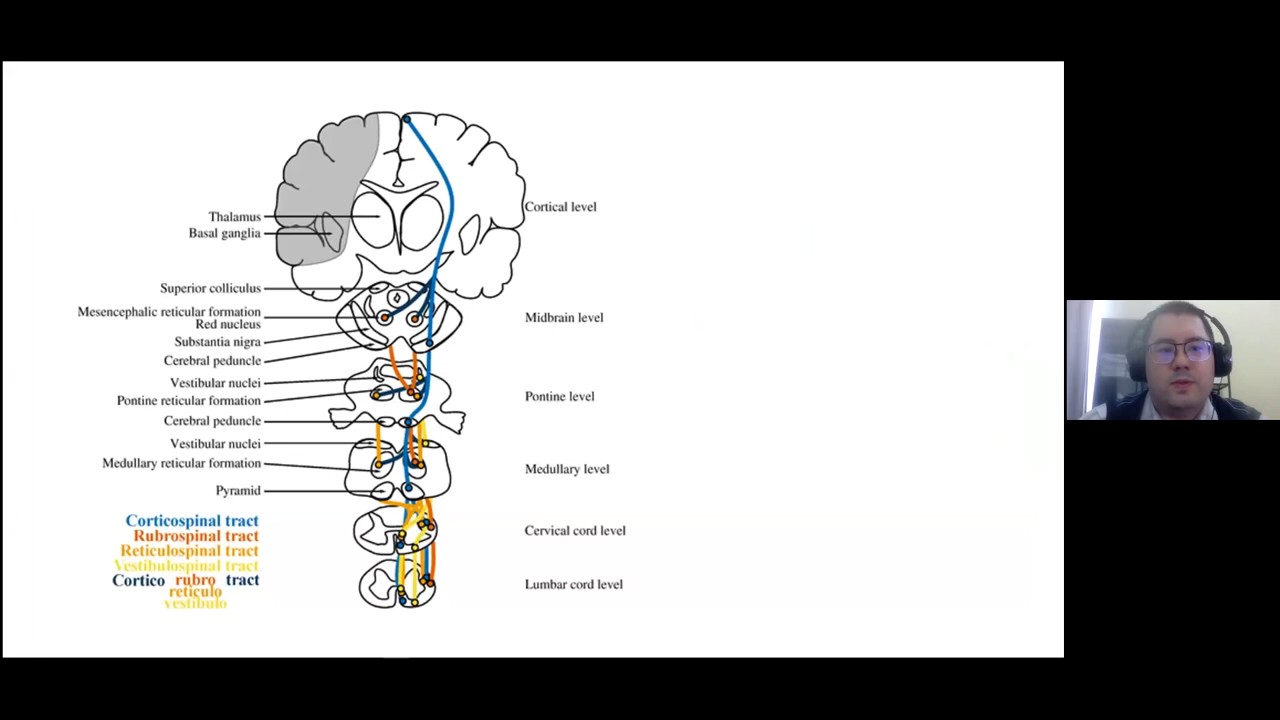 Thalamus
Basal ganglia
Cortical level
Superior colliculus
Mesencephalic reticular formation
Red nucleus
Midbrain level
Substantia nigra
Cerebral peduncle
Vestibular nuclei
Pontine reticular formation
Pontine level
Cerebral peduncle
Vestibular nuclei
Medullary reticular formation
Medullary level
Pyramid
Corticospinal tract
Rubrospinal tract
Reticulospinal tract
Vestibulospinal tract
Cortico rubro tract
reticulo
vestibulo
Cervical cord level
Lumbar cord level